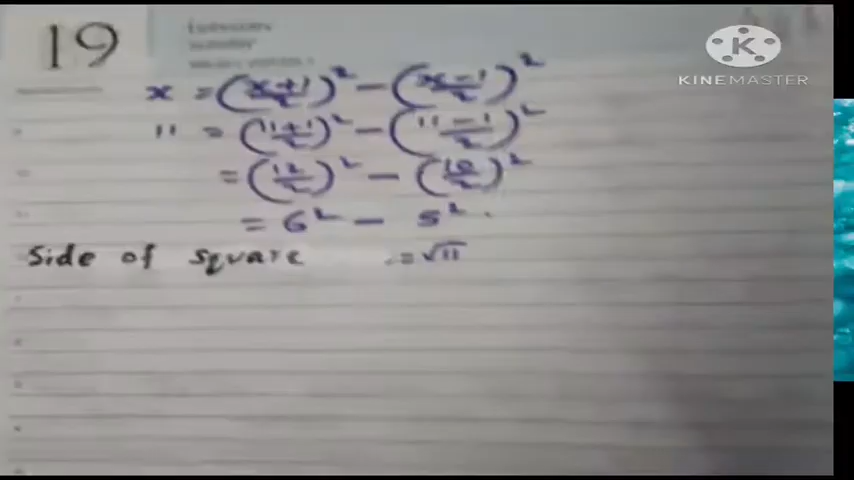 19
KINEMASTER
x = (x+1/2)² - (x-1/2)²
11 = (11+1/2)² - (11-1/2)²
= (12/2)² - (10/2)²
= 6² - 5².
Side of square .= √11